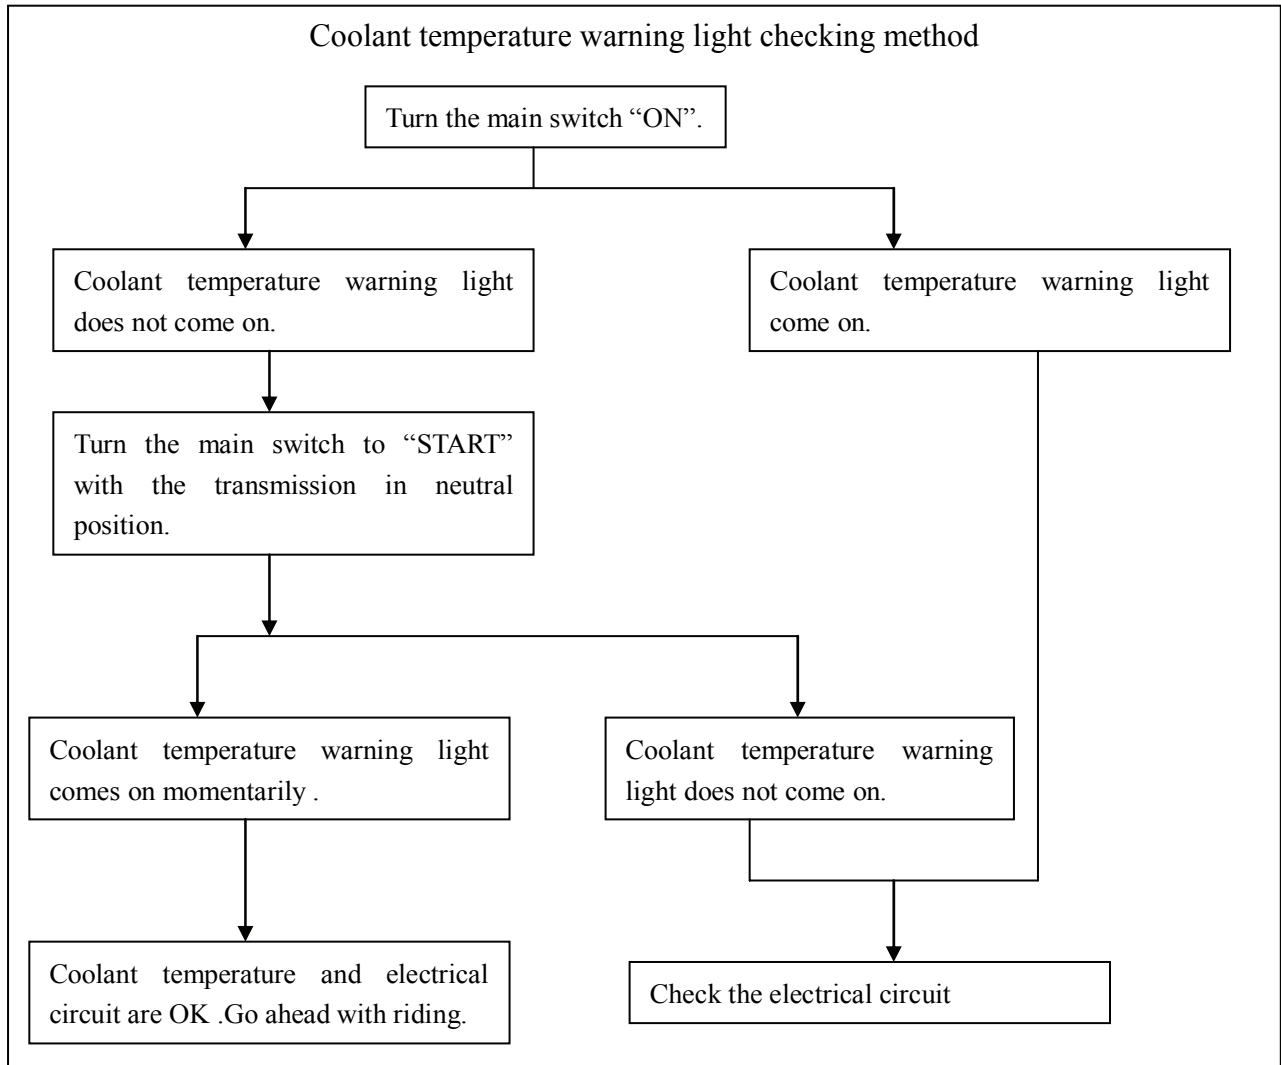 Coolant temperature warning light checking method
Turn the main switch “ON”.
Coolant temperature warning light
does not come on.
Coolant temperature warning light
come on.
Turn the main switch to “START”
with the transmission in neutral
position.
Coolant temperature warning light
comes on momentarily .
Coolant temperature warning
light does not come on.
Coolant temperature and electrical
circuit are OK .Go ahead with riding.
Check the electrical circuit